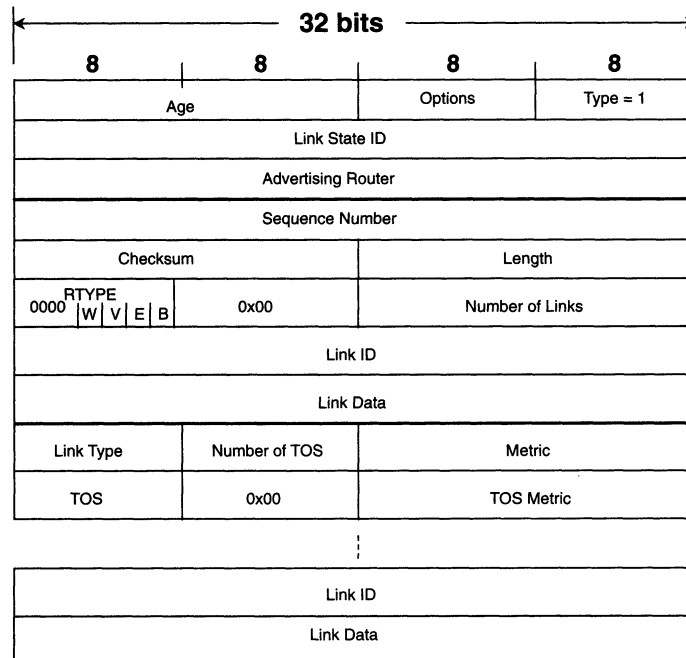 32 bits
8 8 8 8
Age Options Type = 1
Link State ID
Advertising Router
Sequence Number
Checksum Length
RTYPE
0000 W V E B 0x00 Number of Links
Link ID
Link Data
Link Type Number of TOS Metric
TOS 0x00 TOS Metric
Link ID
Link Data